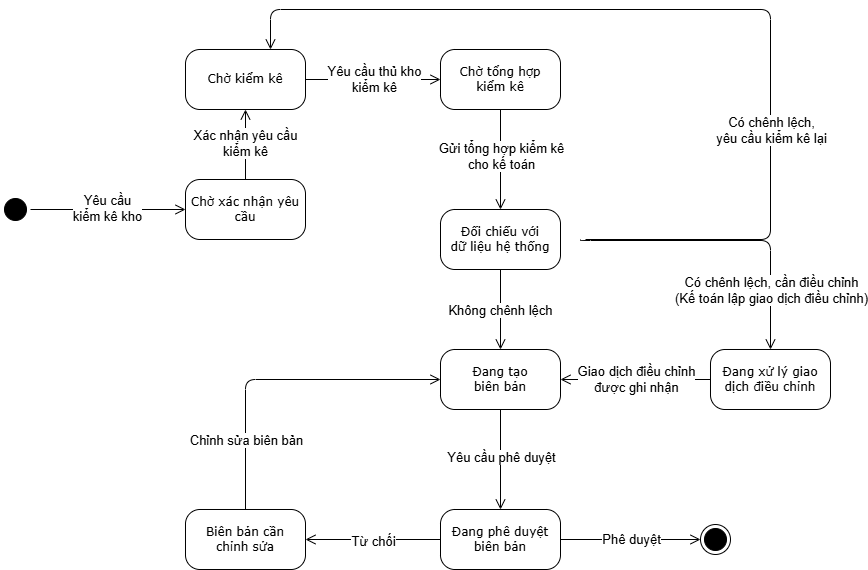 Chờ kiểm kê
Yêu cầu thủ kho
kiểm kê
Chờ tổng hợp
kiểm kê
Có chênh lệch,
yêu cầu kiểm kê lại
Xác nhận yêu cầu
kiểm kê
Gửi tổng hợp kiểm kê
cho kế toán
Yêu cầu
kiểm kê kho
Chờ xác nhận yêu
cầu
Đối chiếu với
dữ liệu hệ thống
Có chênh lệch, cần điều chỉnh
(Kế toán lập giao dịch điều chỉnh)
Không chênh lệch
Đang tạo
biên bản
Giao dịch điều chỉnh
được ghi nhận
Đang xử lý giao
dịch điều chỉnh
Chỉnh sửa biên bản
Yêu cầu phê duyệt
Biên bản cần
chỉnh sửa
Từ chối
Đang phê duyệt
biên bản
Phê duyệt